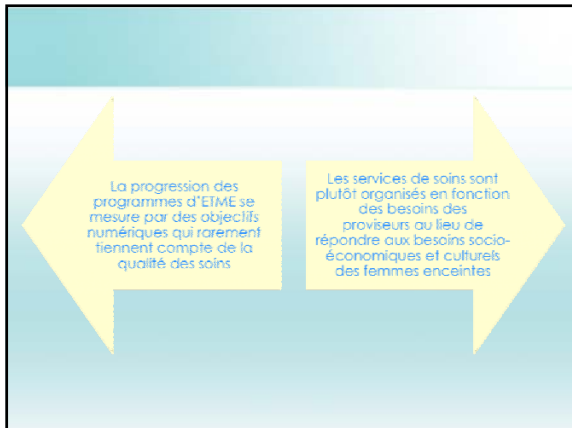 La progression des
programmes d'ETME se
mesure par des objectifs
numériques qui rarement
tiennent compte de la
qualité des soins
Les services de soins sont
plutôt organisés en fonction
des besoins des
proviseurs au lieu de
répondre aux besoins socio-
économiques et culturels
des femmes enceintes